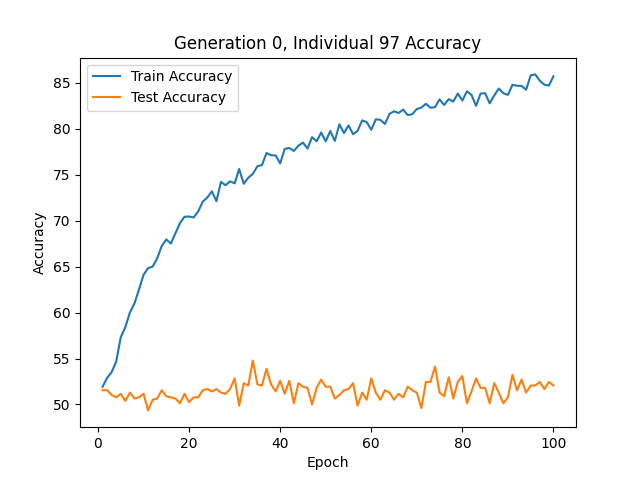 Generation 0, Individual 97 Accuracy
Train Accuracy
Test Accuracy
Accuracy
85
80
75
70
65
60
55
50
0 20 40 60 80 100
Epoch